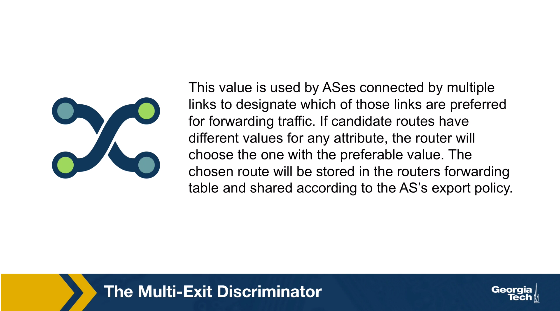 This value is used by ASes connected by multiple
links to designate which of those links are preferred
for forwarding traffic. If candidate routes have
different values for any attribute, the router will
choose the one with the preferable value. The
chosen route will be stored in the routers forwarding
table and shared according to the AS's export policy.
The Multi-Exit Discriminator
Georgia
Tech